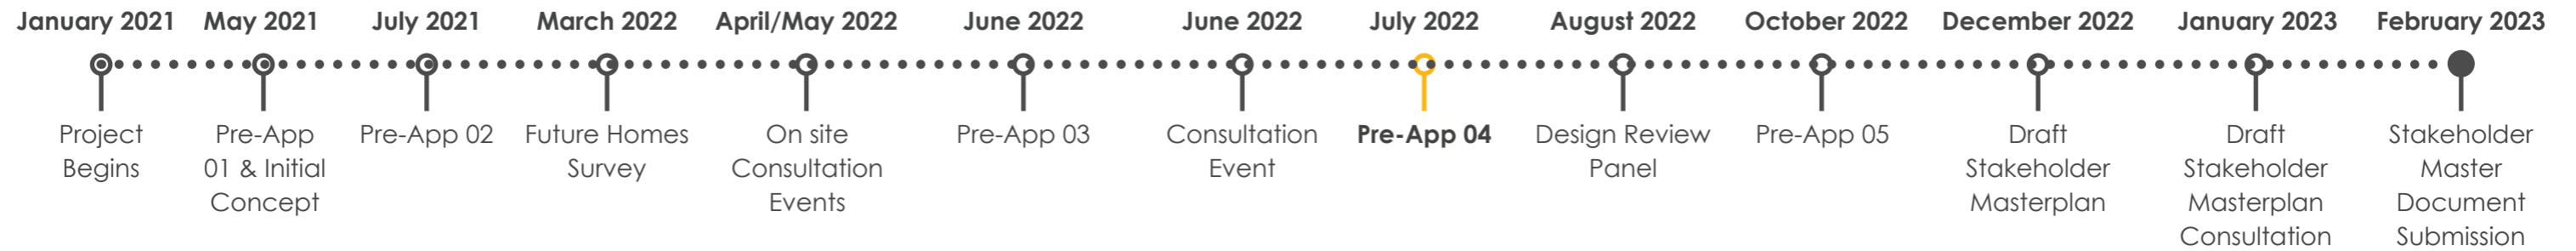 January 2021
May 2021
July 2021
March 2022
April/May 2022
June 2022
June 2022
July 2022
August 2022
October 2022
December 2022
January 2023
February 2023
Project
Begins
Pre-App
01 & Initial
Concept
Pre-App 02
Future Homes
Survey
On site
Consultation
Events
Pre-App 03
Consultation
Event
Pre-App 04
Design Review
Panel
Pre-App 05
Draft
Stakeholder
Masterplan
Draft
Stakeholder
Masterplan
Consultation
Stakeholder
Master
Document
Submission